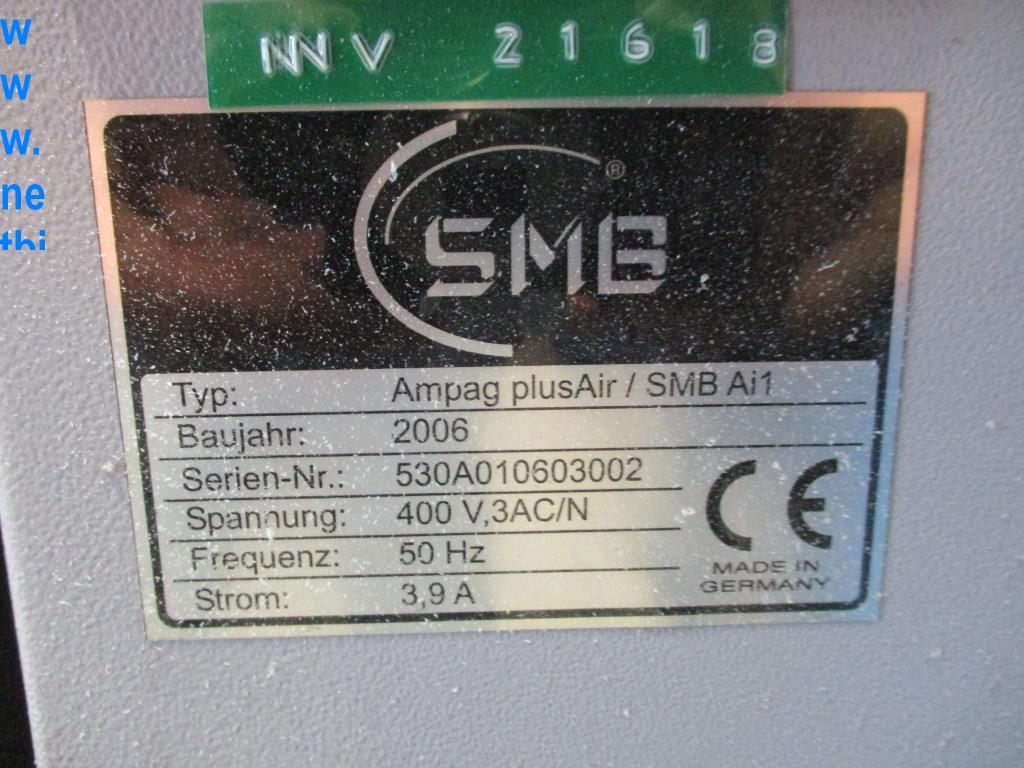 w
w
w.
ne
INV 21618
SMB®
Typ: Ampag plusAir / SMB Ai1
Baujahr: 2006
Serien-Nr.: 530A010603002
Spannung: 400 V,3AC/N
Frequenz: 50 Hz
Strom: 3,9 A
CE
MADE IN
GERMANY